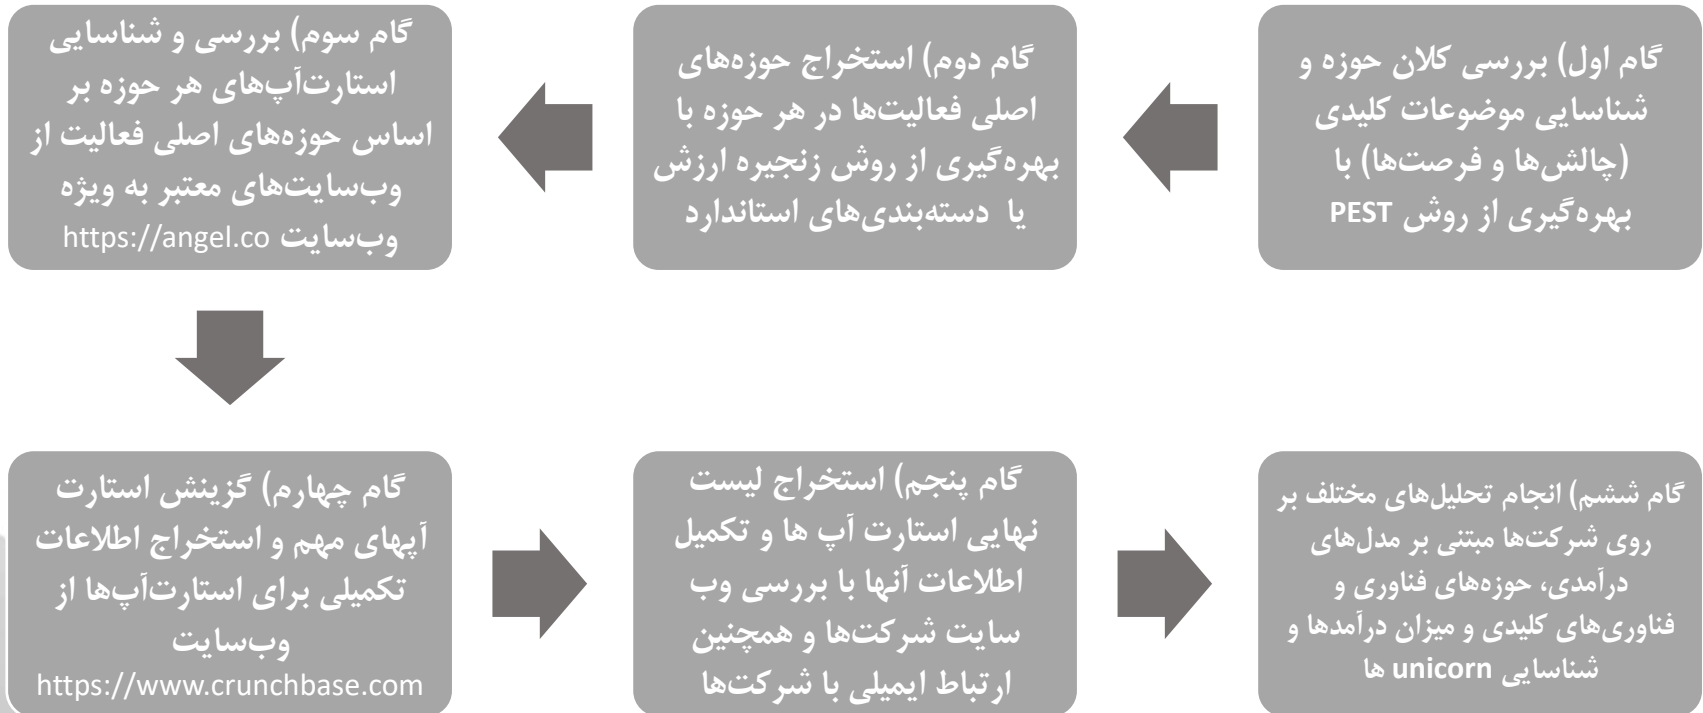 گام اول) بررسی کلان حوزه و
شناسایی موضوعات کلیدی
(چالش‌ها و فرصت‌ها) با
بهره‌گیری از روش PEST
گام دوم) استخراج حوزه‌های
اصلی فعالیت‌ها در هر حوزه با
بهره‌گیری از روش زنجیره ارزش
یا دسته‌بندی‌های استاندارد
گام سوم) بررسی و شناسایی
استارت‌آپ‌های هر حوزه بر
اساس حوزه‌های اصلی فعالیت از
وب‌سایت‌های معتبر به ویژه
وب‌سایت https://angel.co
گام چهارم) گزینش استارت
آپهای مهم و استخراج اطلاعات
تکمیلی برای استارت‌آپ‌ها از
وب‌سایت
https://www.crunchbase.com
گام پنجم) استخراج لیست
نهایی استارت آپ ها و تکمیل
اطلاعات آنها با بررسی وب
سایت شرکت‌ها و همچنین
ارتباط ایمیلی با شرکت‌ها
گام ششم) انجام تحلیل‌های مختلف بر
روی شرکت‌ها مبتنی بر مدل‌های
درآمدی، حوزه‌های فناوری و
فناوری‌های کلیدی و میزان درآمدها و
شناسایی unicorn ها